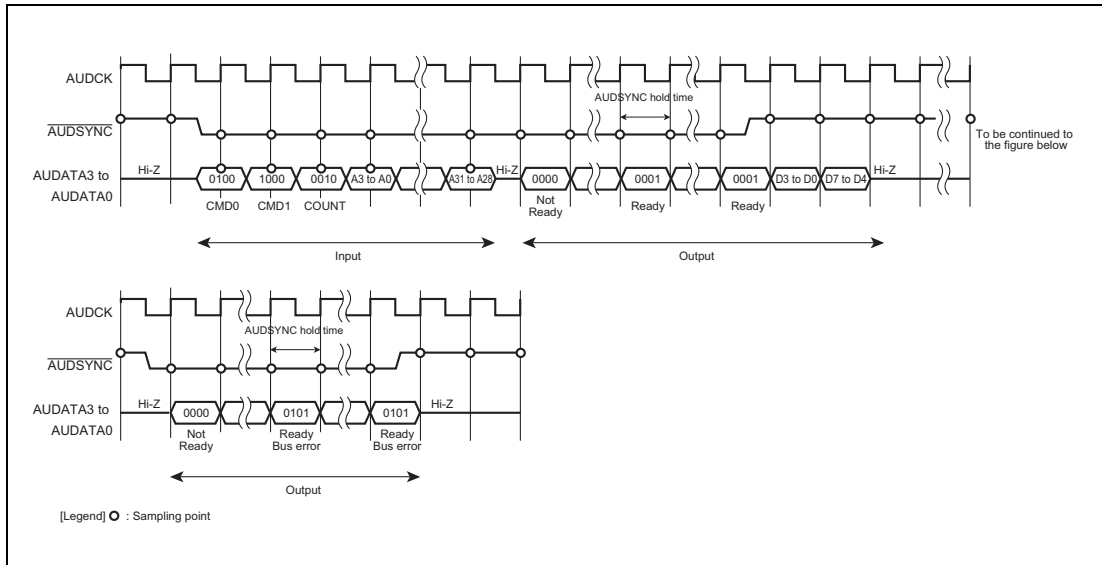 AUDCK
AUDSYNC hold time
AUDSYNC
To be continued to
the figure below
AUDATA3 to
AUDATA0
Hi-Z 0100 1000 0010 A3 to A0 A31 to A28 Hi-Z 0000 0001 0001 D3 to D0 D7 to D4 Hi-Z
CMD0 CMD1 COUNT Not Ready Ready Ready
Input Output
AUDCK
AUDSYNC hold time
AUDSYNC
AUDATA3 to
AUDATA0
Hi-Z 0000 0101 0101 Hi-Z
Not Ready Ready Bus error Ready Bus error
Output
[Legend] : Sampling point